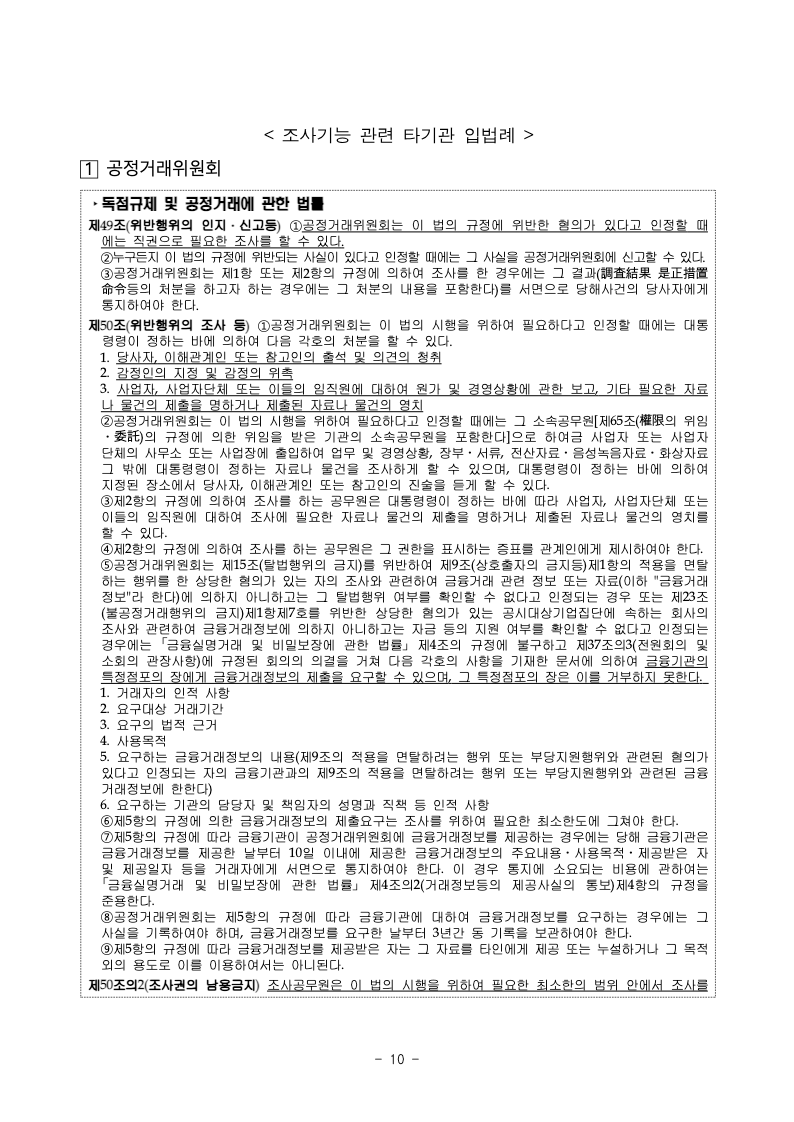 < 조사기능 관련 타기관 입법례 >
1 공정거래위원회
‣독점규제 및 공정거래에 관한 법률
제49조(위반행위의 인지ㆍ신고등) ①공정거래위원회는 이 법의 규정에 위반한 혐의가 있다고 인정할 때
에는 직권으로 필요한 조사를 할 수 있다.
②누구든지 이 법의 규정에 위반되는 사실이 있다고 인정할 때에는 그 사실을 공정거래위원회에 신고할 수 있다.
③공정거래위원회는 제1항 또는 제2항의 규정에 의하여 조사를 한 경우에는 그 결과(調査結果 是正措置
命令등의 처분을 하고자 하는 경우에는 그 처분의 내용을 포함한다)를 서면으로 당해사건의 당사자에게
통지하여야 한다.
제50조(위반행위의 조사 등) ①공정거래위원회는 이 법의 시행을 위하여 필요하다고 인정할 때에는 대통
령령이 정하는 바에 의하여 다음 각호의 처분을 할 수 있다.
1. 당사자, 이해관계인 또는 참고인의 출석 및 의견의 청취
2. 감정인의 지정 및 감정의 위촉
3. 사업자, 사업자단체 또는 이들의 임직원에 대하여 원가 및 경영상황에 관한 보고, 기타 필요한 자료
나 물건의 제출을 명하거나 제출된 자료나 물건의 영치
②공정거래위원회는 이 법의 시행을 위하여 필요하다고 인정할 때에는 그 소속공무원[제65조(權限의 위임
ㆍ委託)의 규정에 의한 위임을 받은 기관의 소속공무원을 포함한다]으로 하여금 사업자 또는 사업자
단체의 사무소 또는 사업장에 출입하여 업무 및 경영상황, 장부ㆍ서류, 전산자료ㆍ음성녹음자료ㆍ화상자료
그 밖에 대통령령이 정하는 자료나 물건을 조사하게 할 수 있으며, 대통령령이 정하는 바에 의하여
지정된 장소에서 당사자, 이해관계인 또는 참고인의 진술을 듣게 할 수 있다.
③제2항의 규정에 의하여 조사를 하는 공무원은 대통령령이 정하는 바에 따라 사업자, 사업자단체 또는
이들의 임직원에 대하여 조사에 필요한 자료나 물건의 제출을 명하거나 제출된 자료나 물건의 영치를
할 수 있다.
④제2항의 규정에 의하여 조사를 하는 공무원은 그 권한을 표시하는 증표를 관계인에게 제시하여야 한다.
⑤공정거래위원회는 제15조(탈법행위의 금지)를 위반하여 제9조(상호출자의 금지등)제1항의 적용을 면탈
하는 행위를 한 상당한 혐의가 있는 자의 조사와 관련하여 금융거래 관련 정보 또는 자료(이하 "금융거래
정보"라 한다)에 의하지 아니하고는 그 탈법행위 여부를 확인할 수 없다고 인정되는 경우 또는 제23조
(불공정거래행위의 금지)제1항제7호를 위반한 상당한 혐의가 있는 공시대상기업집단에 속하는 회사의
조사와 관련하여 금융거래정보에 의하지 아니하고는 자금 등의 지원 여부를 확인할 수 없다고 인정되는
경우에는 「금융실명거래 및 비밀보장에 관한 법률」 제4조의 규정에 불구하고 제37조의3(전원회의 및
소회의 관장사항)에 규정된 회의의 의결을 거쳐 다음 각호의 사항을 기재한 문서에 의하여 금융기관의
특정점포의 장에게 금융거래정보의 제출을 요구할 수 있으며, 그 특정점포의 장은 이를 거부하지 못한다.
1. 거래자의 인적 사항
2. 요구대상 거래기간
3. 요구의 법적 근거
4. 사용목적
5. 요구하는 금융거래정보의 내용(제9조의 적용을 면탈하려는 행위 또는 부당지원행위와 관련된 혐의가
있다고 인정되는 자의 금융기관과의 제9조의 적용을 면탈하려는 행위 또는 부당지원행위와 관련된 금융
거래정보에 한한다)
6. 요구하는 기관의 담당자 및 책임자의 성명과 직책 등 인적 사항
⑥제5항의 규정에 의한 금융거래정보의 제출요구는 조사를 위하여 필요한 최소한도에 그쳐야 한다.
⑦제5항의 규정에 따라 금융기관이 공정거래위원회에 금융거래정보를 제공하는 경우에는 당해 금융기관은
금융거래정보를 제공한 날부터 10일 이내에 제공한 금융거래정보의 주요내용ㆍ사용목적ㆍ제공받은 자
및 제공일자 등을 거래자에게 서면으로 통지하여야 한다. 이 경우 통지에 소요되는 비용에 관하여는
「금융실명거래 및 비밀보장에 관한 법률」 제4조의2(거래정보등의 제공사실의 통보)제4항의 규정을
준용한다.
⑧공정거래위원회는 제5항의 규정에 따라 금융기관에 대하여 금융거래정보를 요구하는 경우에는 그
사실을 기록하여야 하며, 금융거래정보를 요구한 날부터 3년간 동 기록을 보관하여야 한다.
⑨제5항의 규정에 따라 금융거래정보를 제공받은 자는 그 자료를 타인에게 제공 또는 누설하거나 그 목적
외의 용도로 이를 이용하여서는 아니된다.
제50조의2(조사권의 남용금지) 조사공무원은 이 법의 시행을 위하여 필요한 최소한의 범위 안에서 조사를
- 10 -